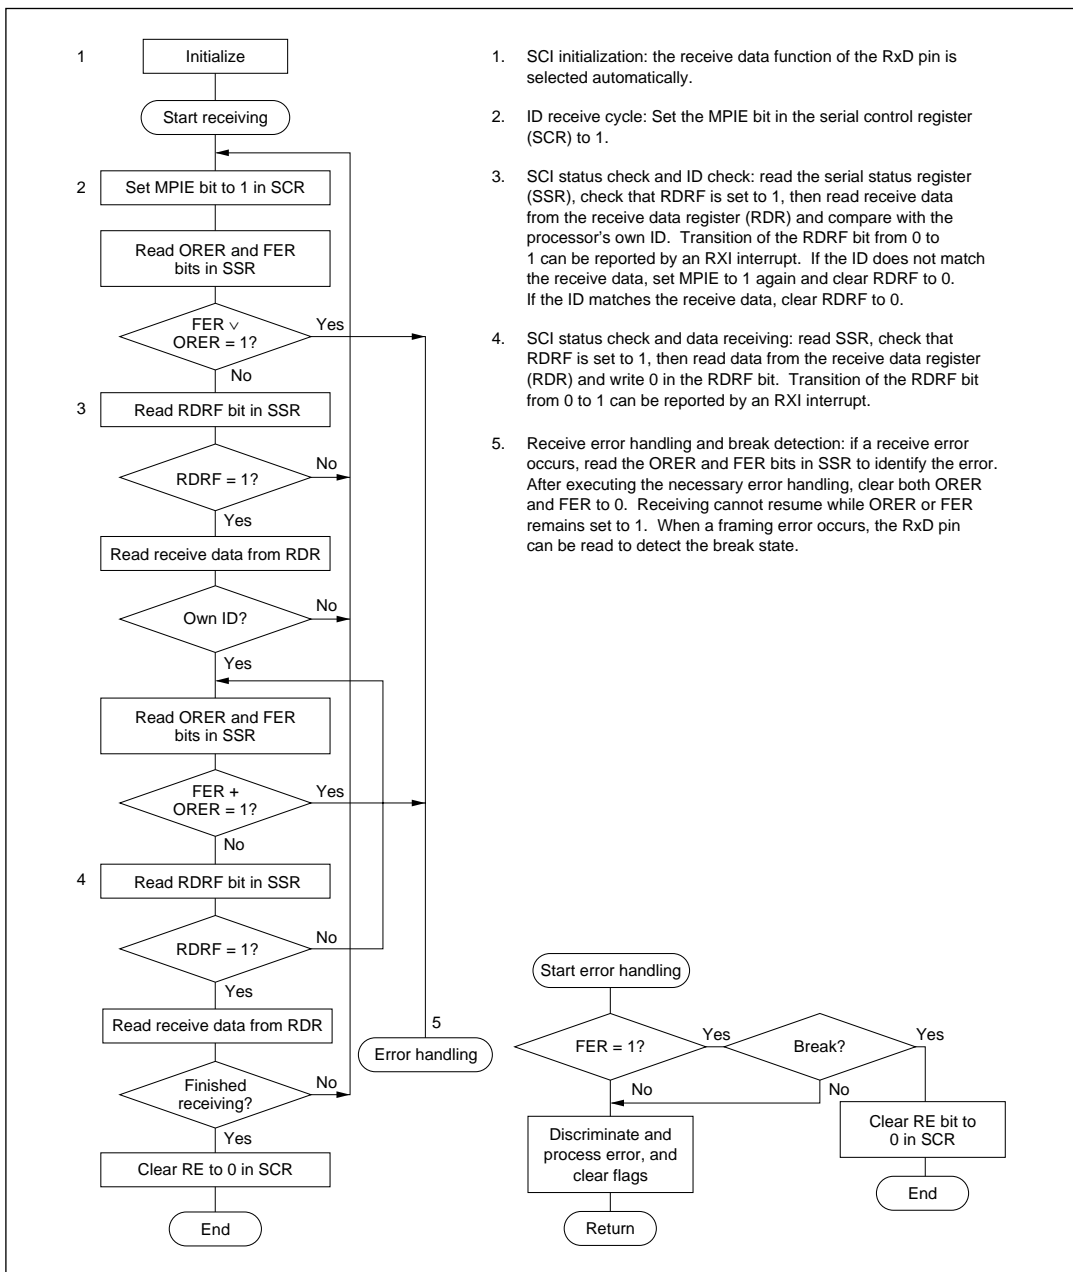 1
Initialize
Start receiving
2
Set MPIE bit to 1 in SCR
Read ORER and FER
bits in SSR
FER ∨
ORER = 1?
Yes
No
3
Read RDRF bit in SSR
RDRF = 1?
No
Yes
Read receive data from RDR
Own ID?
No
Yes
Read ORER and FER
bits in SSR
FER +
ORER = 1?
Yes
No
4
Read RDRF bit in SSR
RDRF = 1?
No
Yes
Read receive data from RDR
Finished
receiving?
No
Yes
Clear RE to 0 in SCR
End
5
Error handling
1. SCI initialization: the receive data function of the RxD pin is
selected automatically.
2. ID receive cycle: Set the MPIE bit in the serial control register
(SCR) to 1.
3. SCI status check and ID check: read the serial status register
(SSR), check that RDRF is set to 1, then read receive data
from the receive data register (RDR) and compare with the
processor's own ID. Transition of the RDRF bit from 0 to
1 can be reported by an RXI interrupt. If the ID does not match
the receive data, set MPIE to 1 again and clear RDRF to 0.
If the ID matches the receive data, clear RDRF to 0.
4. SCI status check and data receiving: read SSR, check that
RDRF is set to 1, then read data from the receive data register
(RDR) and write 0 in the RDRF bit. Transition of the RDRF bit
from 0 to 1 can be reported by an RXI interrupt.
5. Receive error handling and break detection: if a receive error
occurs, read the ORER and FER bits in SSR to identify the error.
After executing the necessary error handling, clear both ORER
and FER to 0. Receiving cannot resume while ORER or FER
remains set to 1. When a framing error occurs, the RxD pin
can be read to detect the break state.
Start error handling
FER = 1?
Yes
No
Break?
Yes
No
Discriminate and
process error, and
clear flags
Return
Clear RE bit to
0 in SCR
End